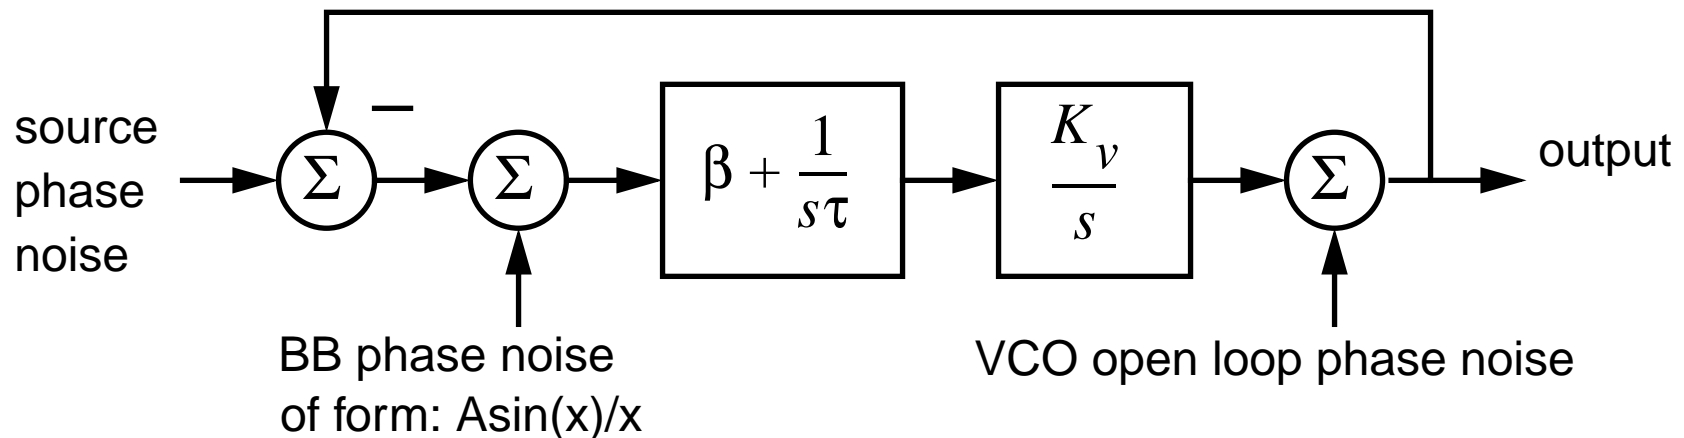 source
phase
noise
−
Σ
Σ
β + 1/sτ
K_v/s
Σ
output
BB phase noise
of form: Asin(x)/x
VCO open loop phase noise